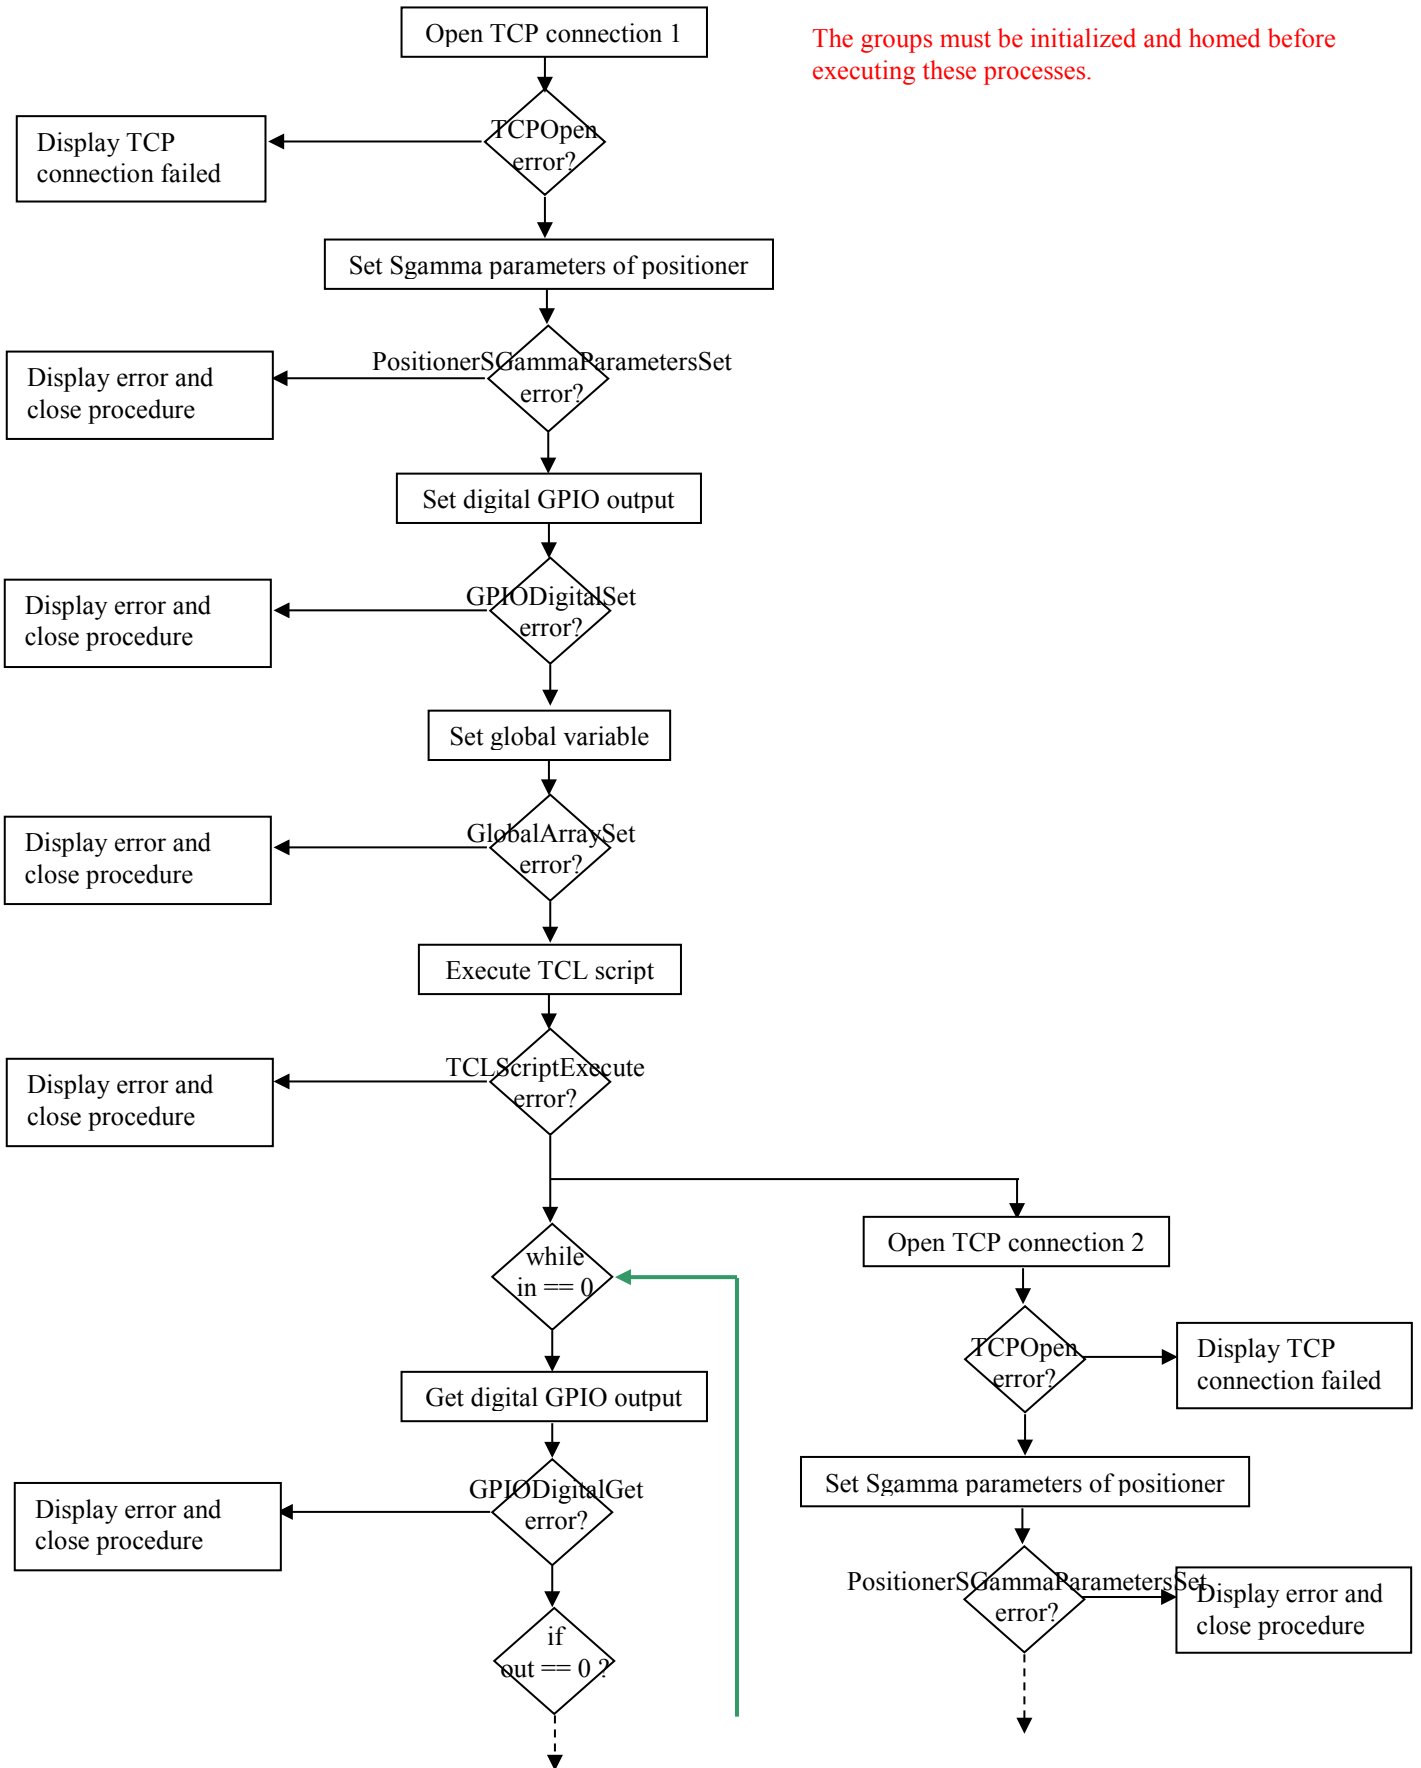 Open TCP connection 1
The groups must be initialized and homed before
executing these processes.
TCPOpen
error?
Display TCP
connection failed
Set Sgamma parameters of positioner
PositionerSGammaParametersSet
error?
Display error and
close procedure
Set digital GPIO output
GPIODigitalSet
error?
Display error and
close procedure
Set global variable
GlobalArraySet
error?
Display error and
close procedure
Execute TCL script
TCLScriptExecute
error?
Display error and
close procedure
while
in == 0
Open TCP connection 2
TCPOpen
error?
Display TCP
connection failed
Get digital GPIO output
Set Sgamma parameters of positioner
GPIODigitalGet
error?
Display error and
close procedure
PositionerSGammaParametersSet
error?
Display error and
close procedure
if
out == 0 ?